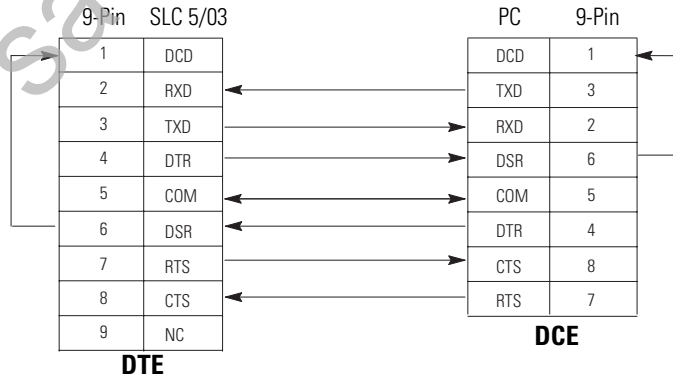 9-Pin SLC 5/03 PC 9-Pin
1 DCD DCD 1
2 RXD TXD 3
3 TXD RXD 2
4 DTR DSR 6
5 COM COM 5
6 DSR DTR 4
7 RTS CTS 8
8 CTS RTS 7
9 NC
DCE
DTE